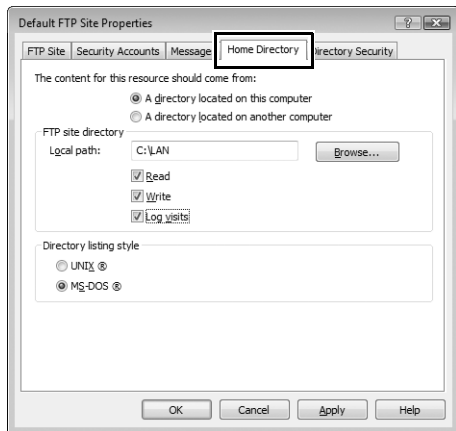 Default FTP Site Properties
FTP Site Security Accounts Message Home Directory Directory Security
The content for this resource should come from:
A directory located on this computer
A directory located on another computer
FTP site directory
Local path: C:\LAN Browse...
Read
Write
Log visits
Directory listing style
UNIX ®
MS-DOS ®
OK Cancel Apply Help